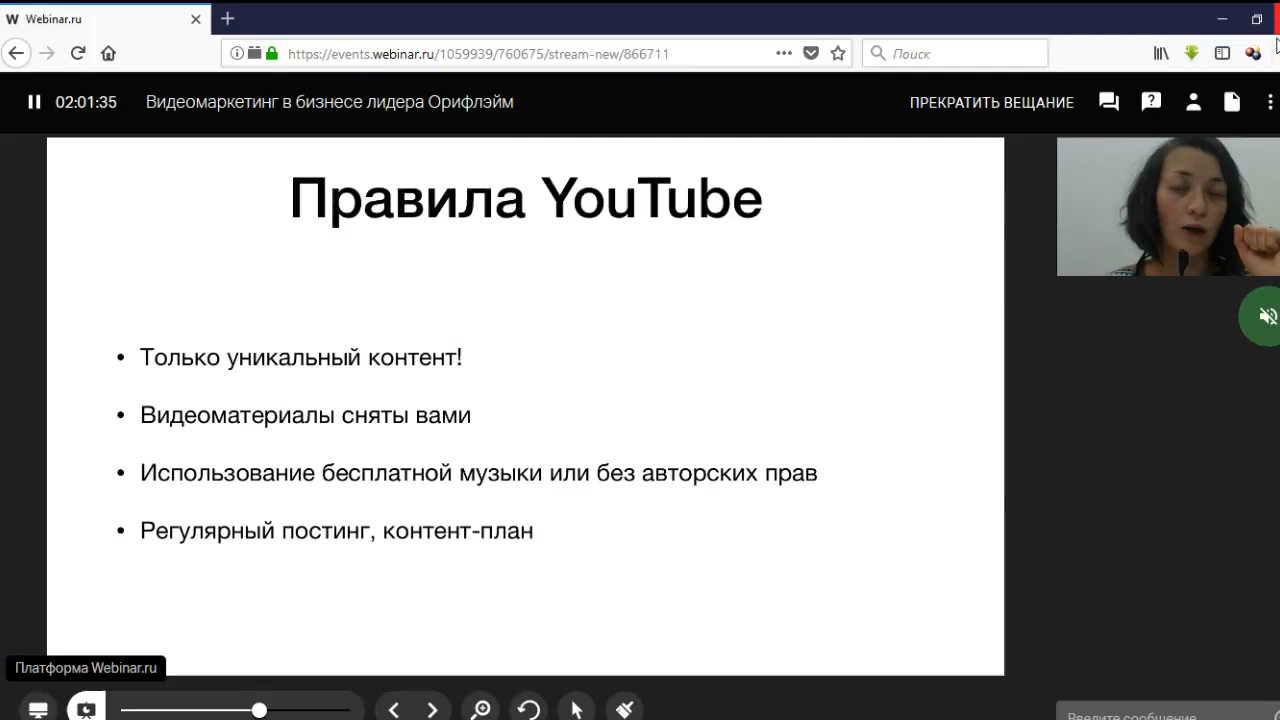 W Webinar.ru
https://events.webinar.ru/1059939/760675/stream-new/866711
Поиск
02:01:35
Видеомаркетинг в бизнесе лидера Орифлэйм
ПРЕКРАТИТЬ ВЕЩАНИЕ
Правила YouTube
• Только уникальный контент!
• Видеоматериалы сняты вами
• Использование бесплатной музыки или без авторских прав
• Регулярный постинг, контент-план
Платформа Webinar.ru
Введите сообщение